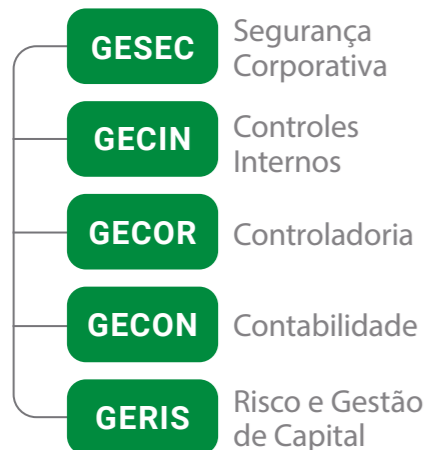 GESEC
Segurança
Corporativa
GECIN
Controles
Internos
GECOR
Controladoria
GECON
Contabilidade
GERIS
Risco e Gestão
de Capital